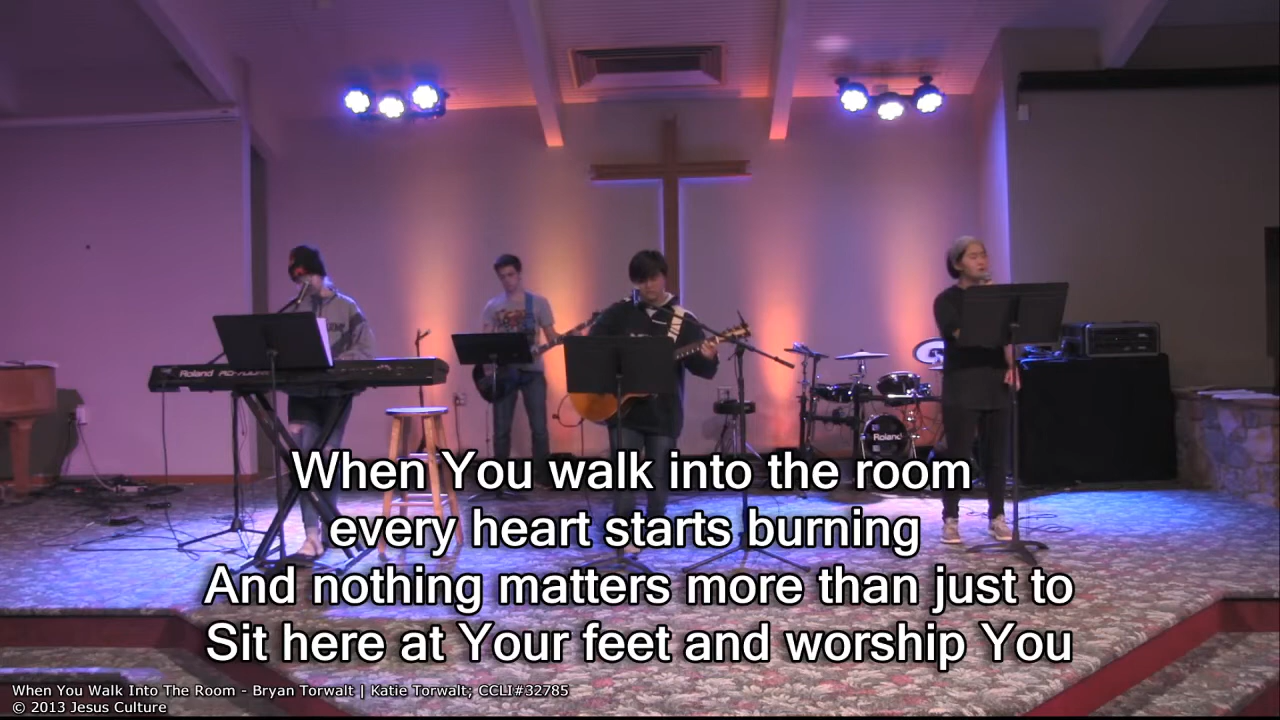 Roland
Roland
When You walk into the room
every heart starts burning
And nothing matters more than just to
Sit here at Your feet and worship You
When You Walk Into The Room - Bryan Torwalt | Katie Torwalt; CCLI#32785
© 2013 Jesus Culture